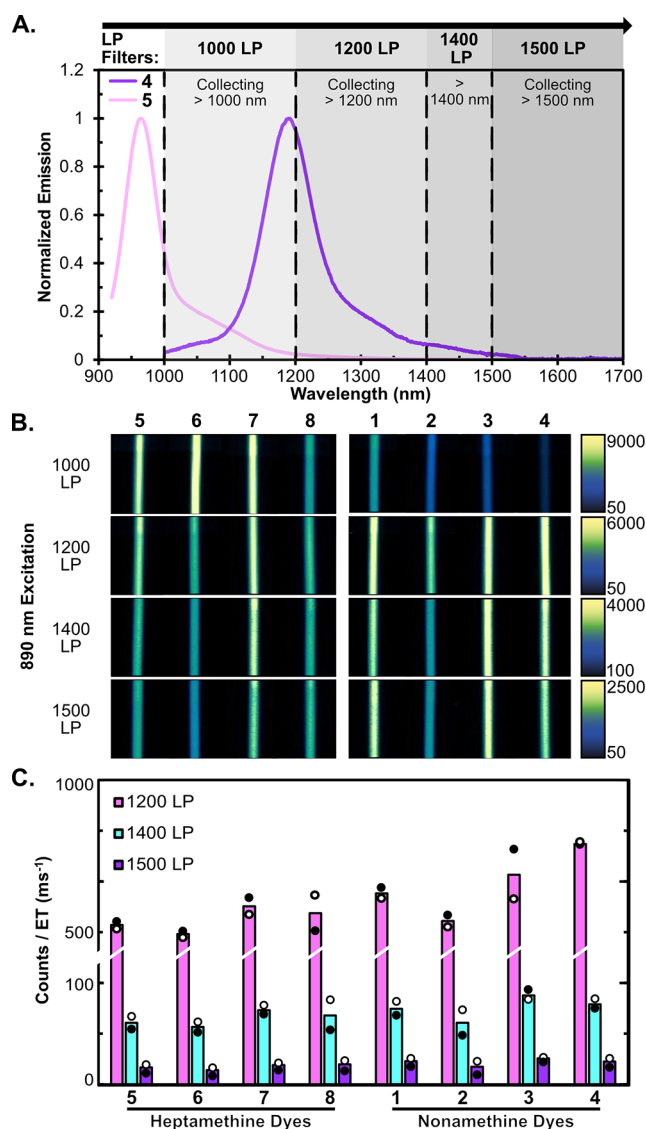 A.
LP
Filters:
1000 LP
1200 LP
1400
LP
1500 LP
Collecting
> 1000 nm
Collecting
> 1200 nm
>
1400 nm
Collecting
> 1500 nm
4
5
Normalized Emission
1.2
1
0.8
0.6
0.4
0.2
0
900 1000 1100 1200 1300 1400 1500 1600 1700
Wavelength (nm)
B.
5 6 7 8 1 2 3 4
890 nm Excitation
1000
LP
9000
50
1200
LP
6000
50
1400
LP
4000
100
1500
LP
2500
50
C.
Counts / ET (ms⁻¹)
1000
500
100
0
1200 LP
1400 LP
1500 LP
5 6 7 8 1 2 3 4
Heptamethine Dyes
Nonamethine Dyes